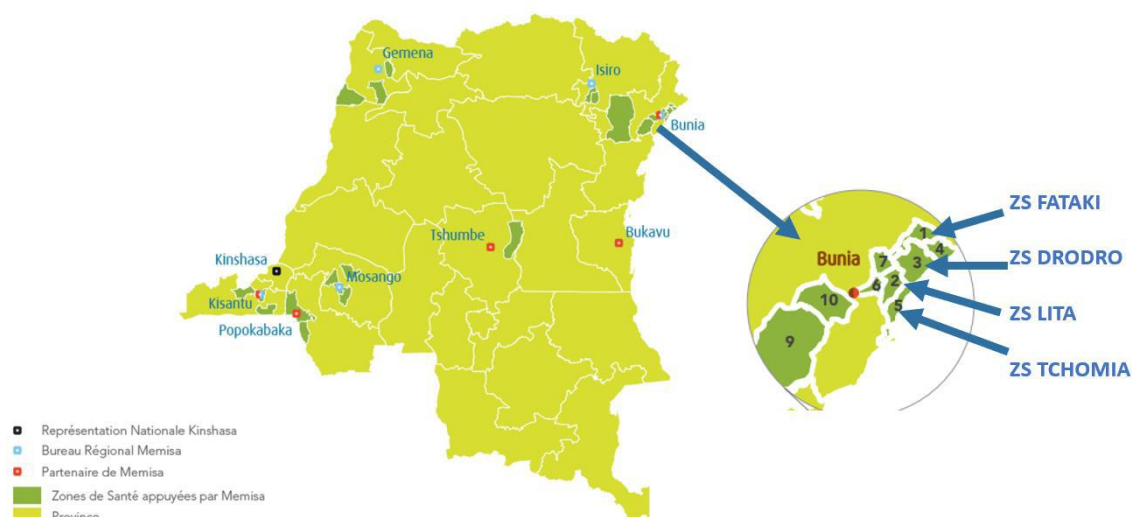 Gemena
Isiro
Bunia
Tshumbe
Bukavu
Kinshasa
Mosango
Kisantu
Popokabaka
ZS FATAKI
ZS DRODRO
ZS LITA
ZS TCHOMIA
Bunia
1
4
7
3
2
6
10
5
9
Représentation Nationale Kinshasa
Bureau Régional Memisa
Partenaire de Memisa
Zones de Santé appuyées par Memisa
Province